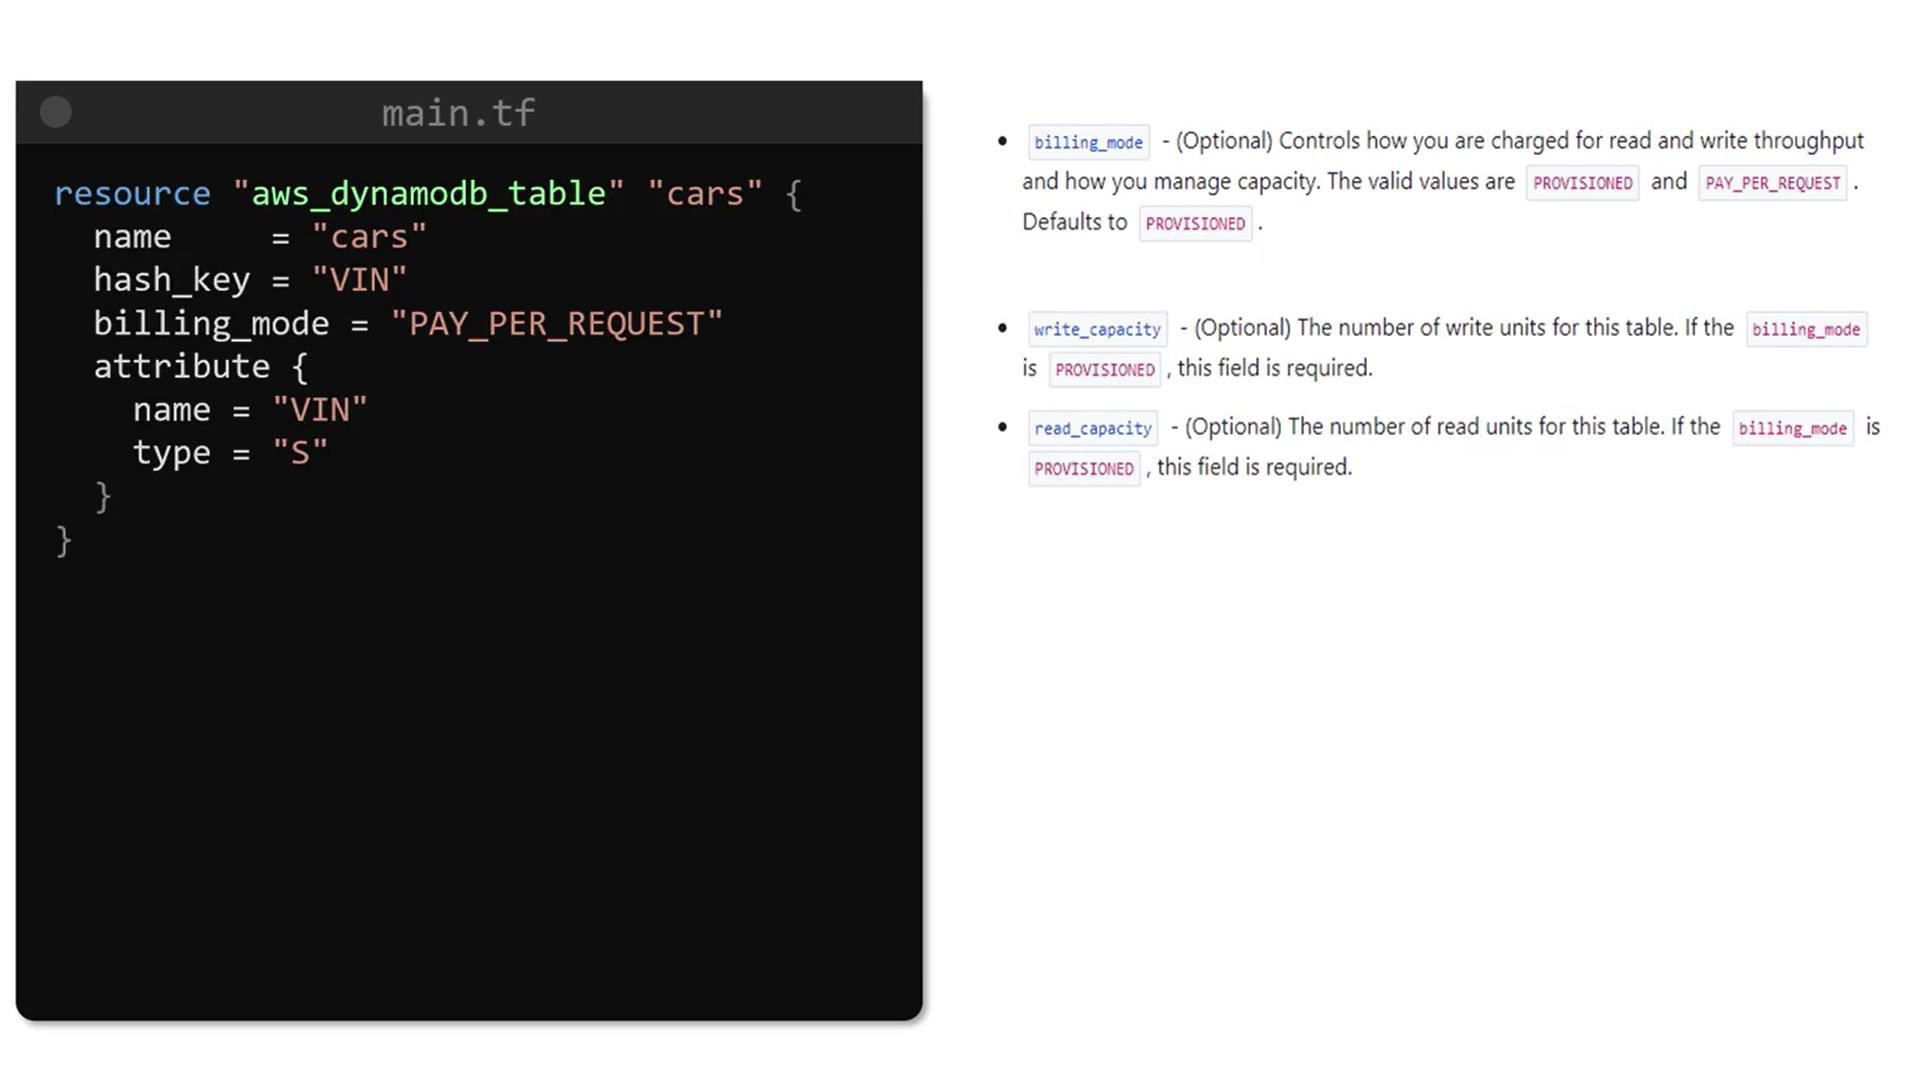 main.tf
resource "aws_dynamodb_table" "cars" {
  name     = "cars"
  hash_key = "VIN"
  billing_mode = "PAY_PER_REQUEST"
  attribute {
    name = "VIN"
    type = "S"
  }
}
• billing_mode - (Optional) Controls how you are charged for read and write throughput
and how you manage capacity. The valid values are PROVISIONED and PAY_PER_REQUEST .
Defaults to PROVISIONED .
• write_capacity - (Optional) The number of write units for this table. If the billing_mode
is PROVISIONED , this field is required.
• read_capacity - (Optional) The number of read units for this table. If the billing_mode is
PROVISIONED , this field is required.